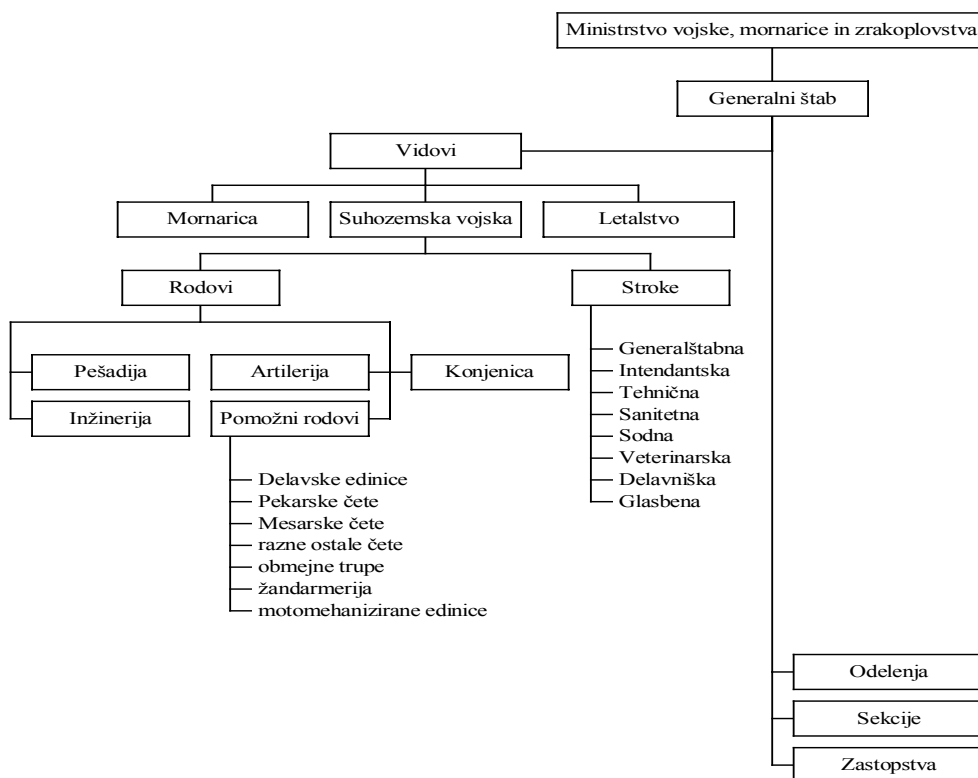 Ministrstvo vojske, mornarice in zrakoplovstva
Generalni štab
Vidovi
Mornarica
Suhozemska vojska
Letalstvo
Rodovi
Stroke
Pešadija
Artilerija
Konjenica
Inžinerija
Pomožni rodovi
Generalštabna
Intendantska
Tehnična
Sanitetna
Sodna
Veterinarska
Delavniška
Glasbena
Delavske edinice
Pekarske čete
Mesarske čete
razne ostale čete
obmejne trupe
žandarmerija
motomehanizirane edinice
Odelenja
Sekcije
Zastopstva